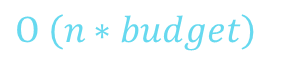 O (n ∗ budget)